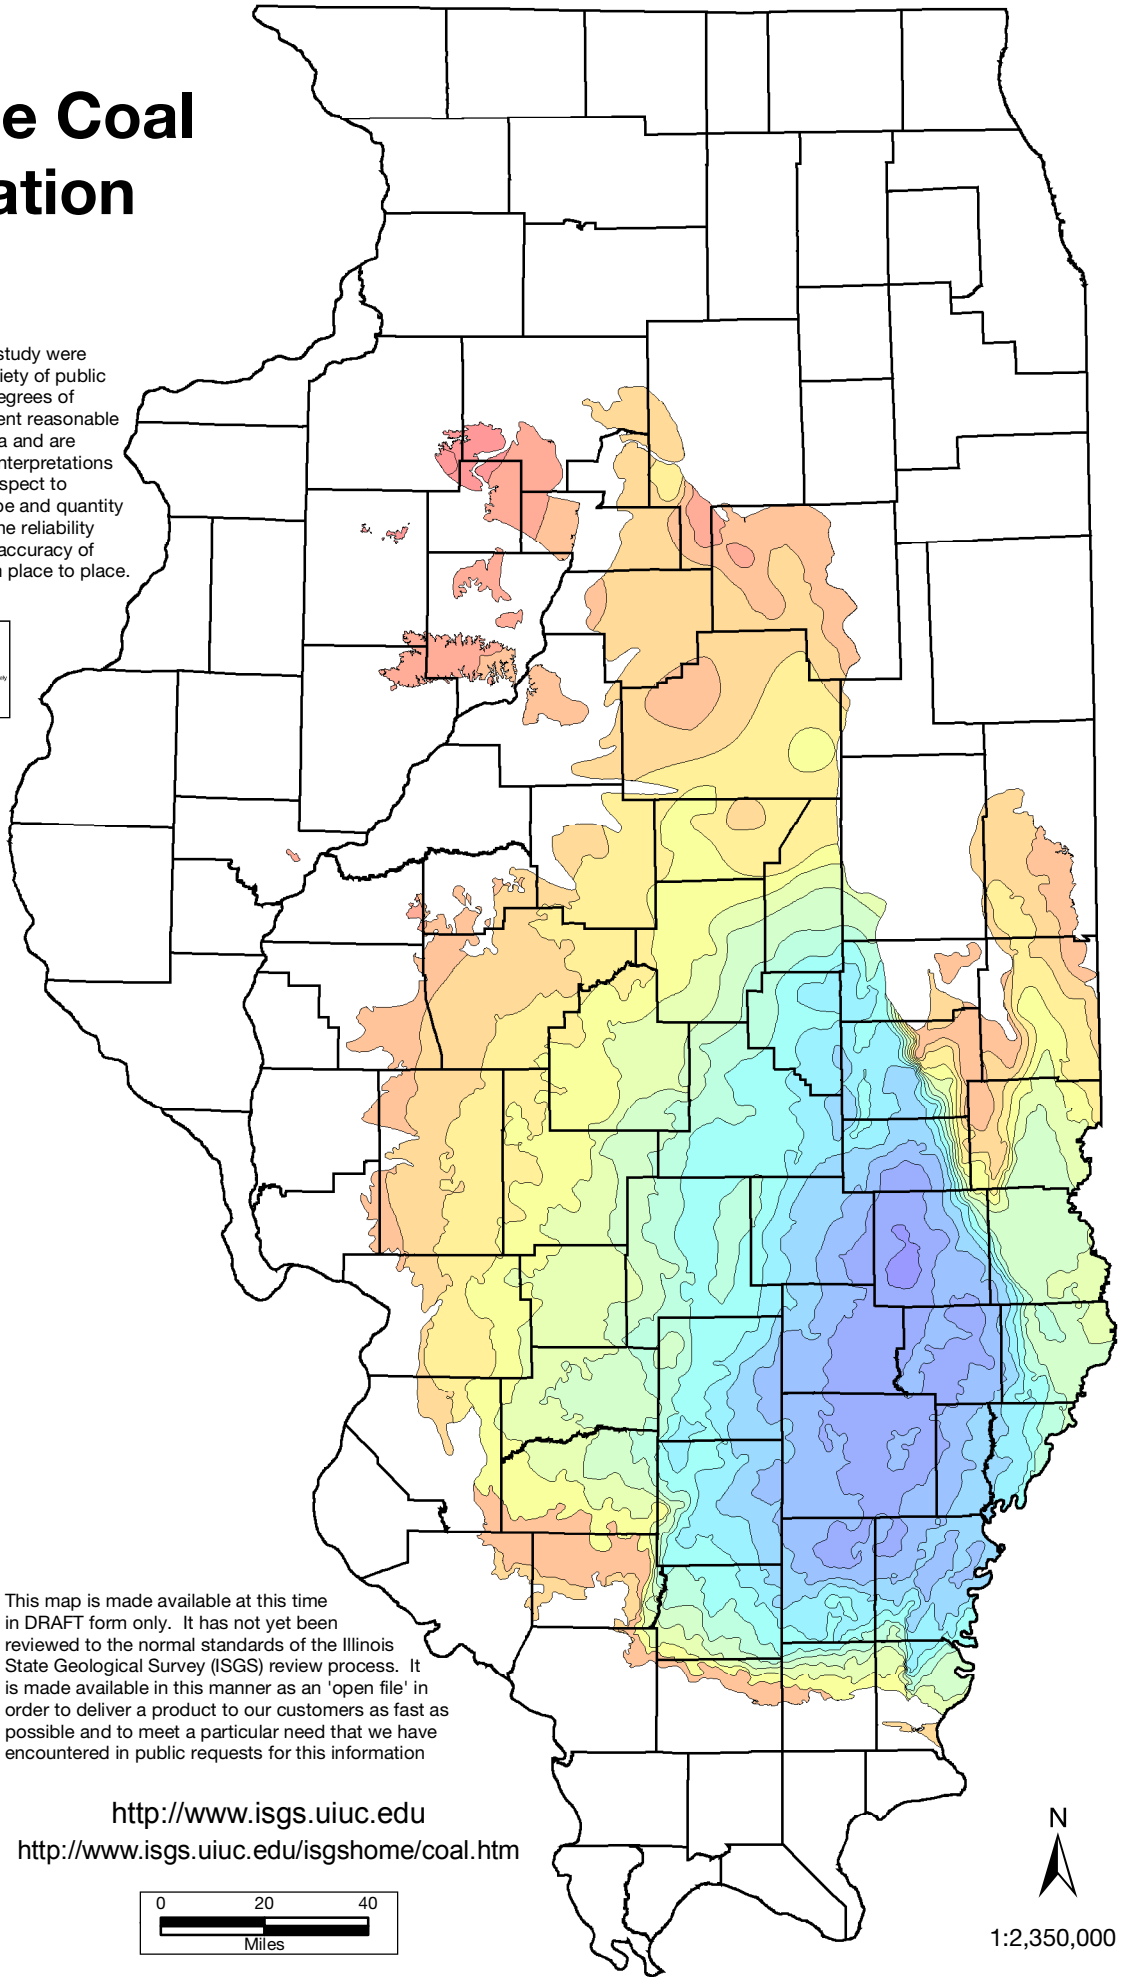 e Coal
ation
study were
iety of public
egrees of
ent reasonable
a and are
nterpretations
spect to
pe and quantity
he reliability
accuracy of
n place to place.
This map is made available at this time
in DRAFT form only. It has not yet been
reviewed to the normal standards of the Illinois
State Geological Survey (ISGS) review process. It
is made available in this manner as an 'open file' in
order to deliver a product to our customers as fast as
possible and to meet a particular need that we have
encountered in public requests for this information
http://www.isgs.uiuc.edu
http://www.isgs.uiuc.edu/isgshome/coal.htm
0 20 40
Miles
N
1:2,350,000